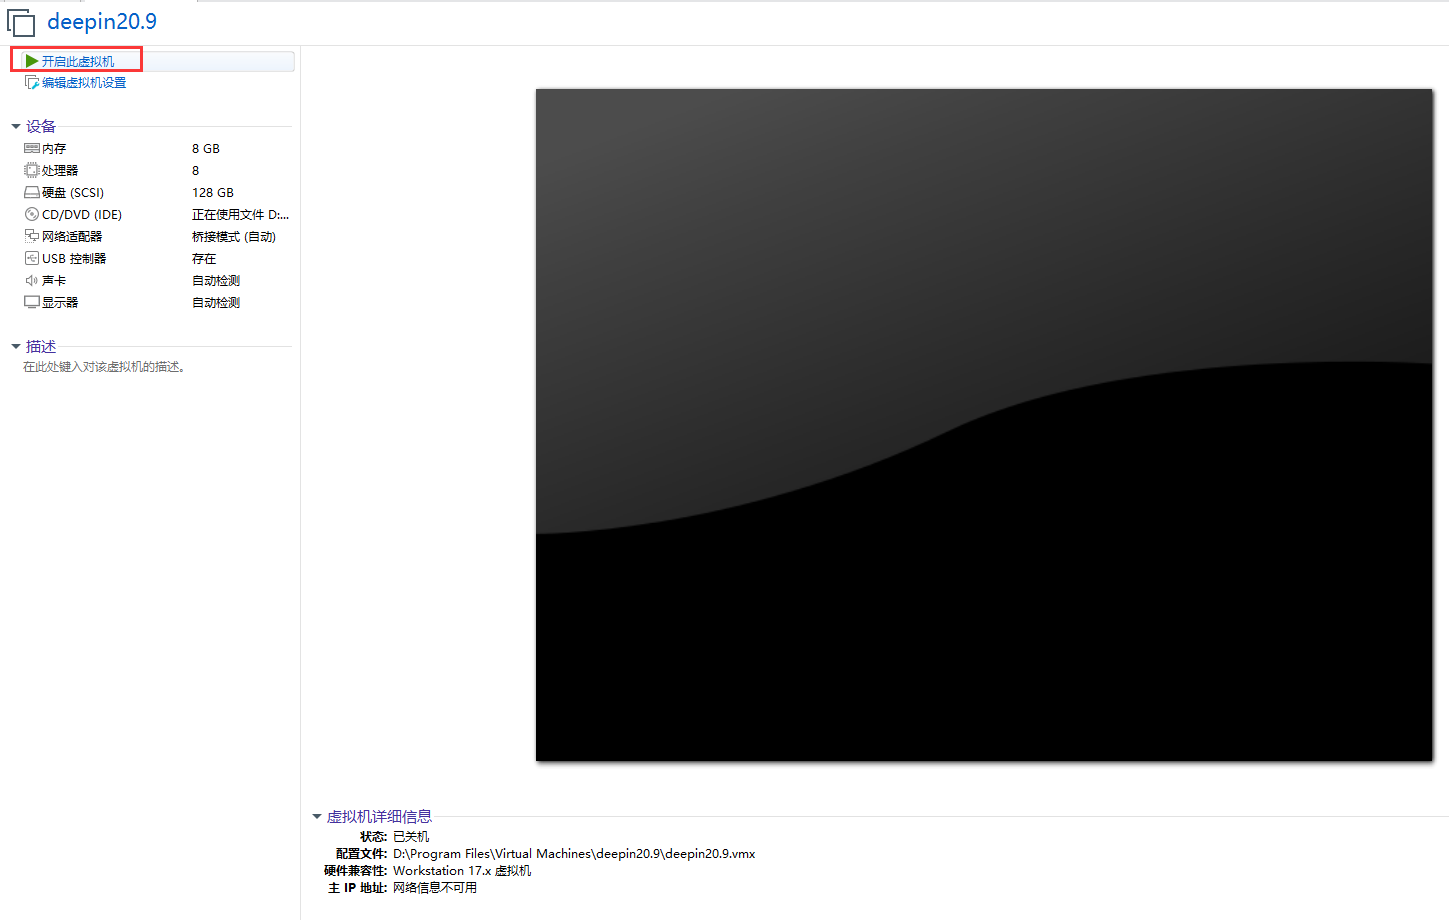 deepin20.9
开启此虚拟机
编辑虚拟机设置
设备
内存 8 GB
处理器 8
硬盘 (SCSI) 128 GB
CD/DVD (IDE) 正在使用文件 D:...
网络适配器 桥接模式 (自动)
USB 控制器 存在
声卡 自动检测
显示器 自动检测
描述
在此处键入对该虚拟机的描述。
虚拟机详细信息
状态: 已关机
配置文件: D:\Program Files\Virtual Machines\deepin20.9\deepin20.9.vmx
硬件兼容性: Workstation 17.x 虚拟机
主 IP 地址: 网络信息不可用